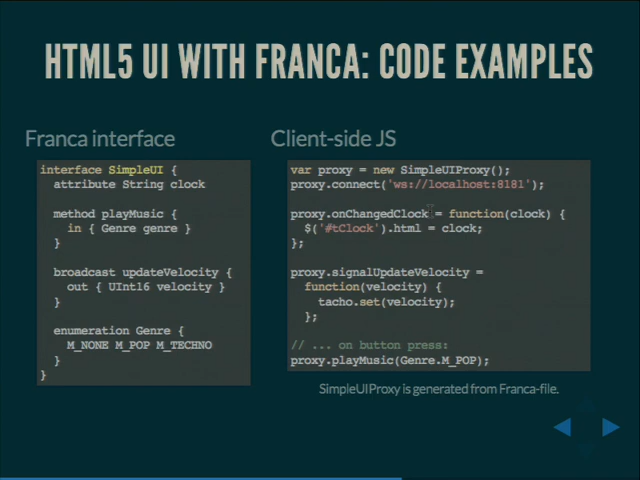 HTML5 UI WITH FRANCA: CODE EXAMPLES
Franca interface
interface SimpleUI {
attribute String clock
method playMusic {
in { Genre genre }
}
broadcast updateVelocity {
out { UInt16 velocity }
}
enumeration Genre {
M_NONE M_POP M_TECHNO
}
}
Client-side JS
var proxy = new SimpleUIProxy();
proxy.connect('ws://localhost:8181');
proxy.onChangedClock = function(clock) {
$('#tClock').html = clock;
};
proxy.signalUpdateVelocity =
function(velocity) {
tacho.set(velocity);
};
// ... on button press:
proxy.playMusic(Genre.M_POP);
SimpleUIProxy is generated from Franca-file.